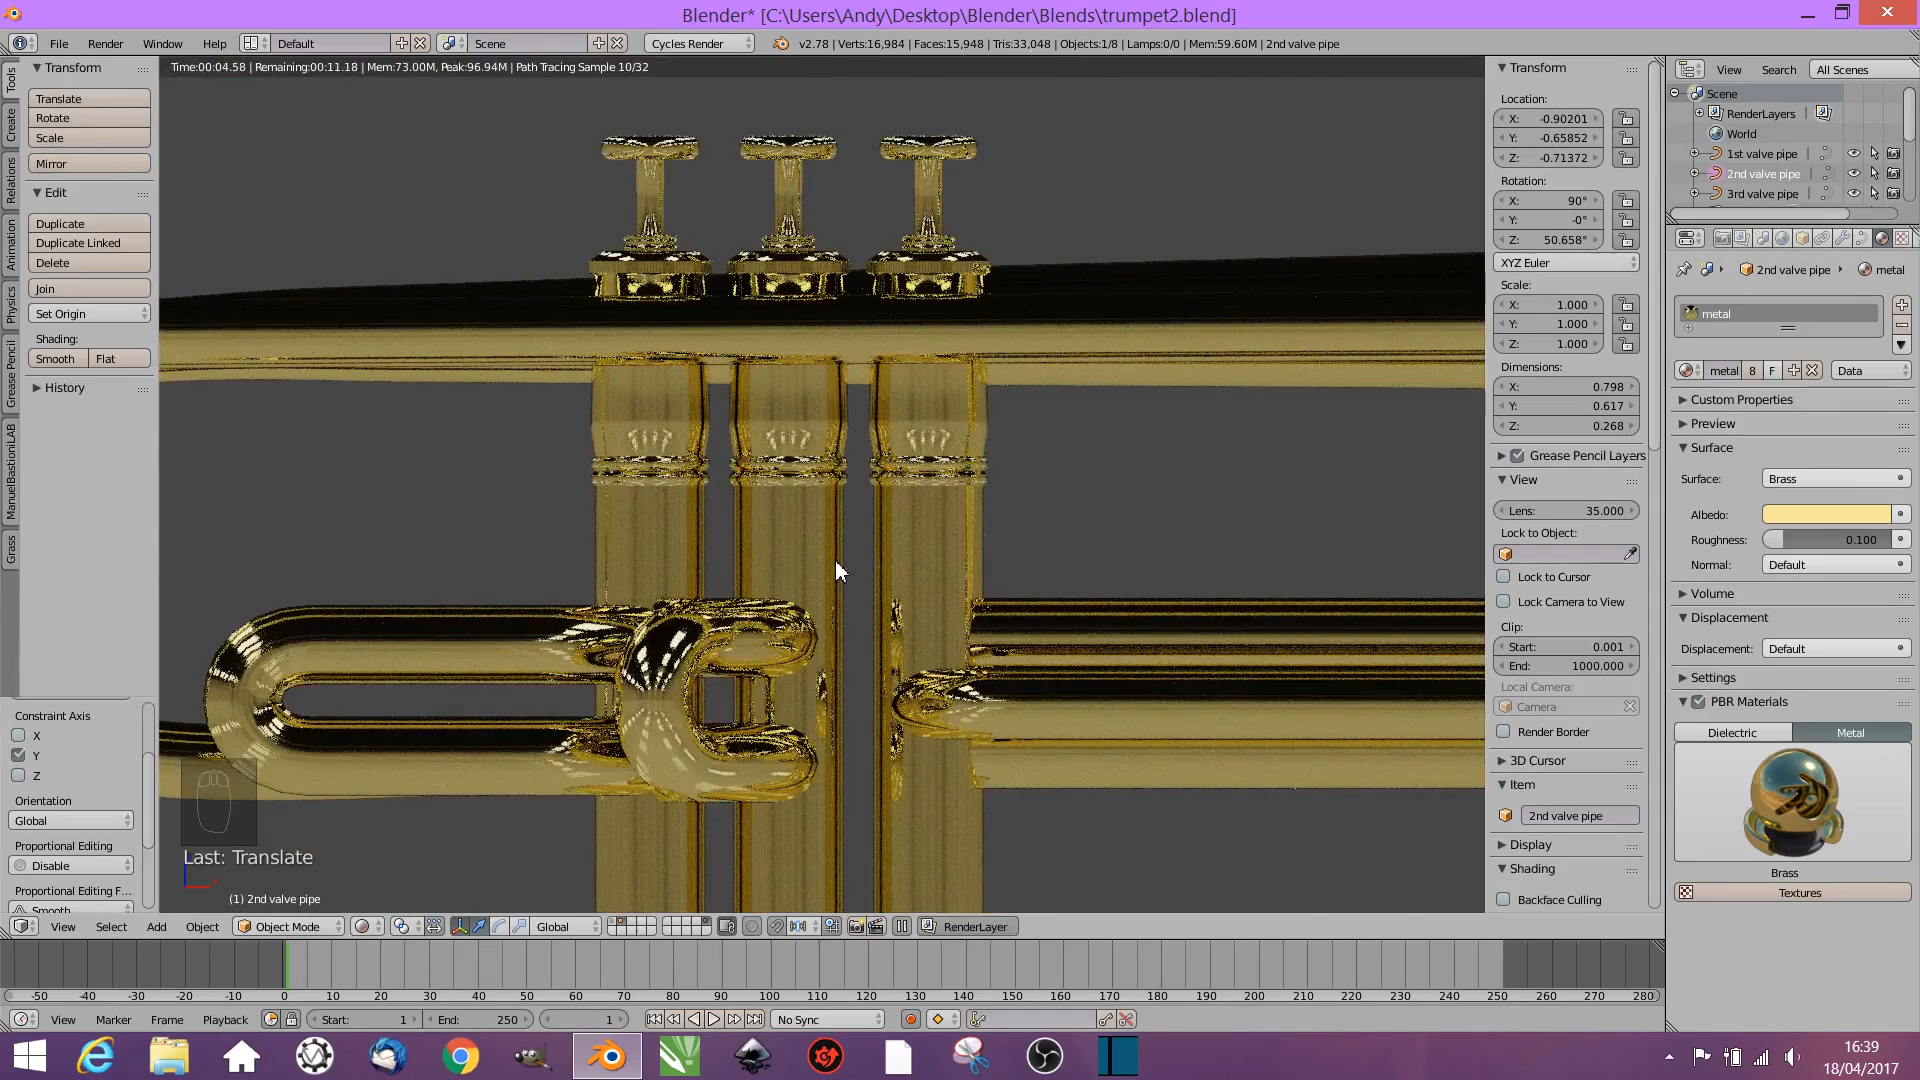 Blender* [C:\Users\Andy\Desktop\Blender\Blends\trumpet2.blend]
File Render Window Help Default Scene Cycles Render v2.78 | Verts:16,984 | Faces:15,948 | Tris:33,048 | Objects:1/8 | Lamps:0/0 | Mem:59.60M | 2nd valve pipe
Time:00:04.58 | Remaining:00:11.18 | Mem:73.00M, Peak:96.94M | Path Tracing Sample 10/32
Tools
Create
Relations
Animation
Physics
Grease Pencil
ManuelBastioniLAB
Grass
Transform
Translate
Rotate
Scale
Mirror
Edit
Duplicate
Duplicate Linked
Delete
Join
Set Origin
Shading:
Smooth Flat
History
Constraint Axis
X
Y
Z
Orientation
Global
Proportional Editing
Disable
Proportional Editing F...
Smooth
Last: Translate
(1) 2nd valve pipe
Transform
Location:
X: -0.90201
Y: -0.65852
Z: -0.71372
Rotation:
X: 90°
Y: -0°
Z: 50.658°
XYZ Euler
Scale:
X: 1.000
Y: 1.000
Z: 1.000
Dimensions:
X: 0.798
Y: 0.617
Z: 0.268
Grease Pencil Layers
View
Lens: 35.000
Lock to Object:
Lock to Cursor
Lock Camera to View
Clip:
Start: 0.001
End: 1000.000
Local Camera:
Camera
Render Border
3D Cursor
Item
2nd valve pipe
Display
Shading
Backface Culling
View Search All Scenes
Scene
RenderLayers
World
1st valve pipe
2nd valve pipe
3rd valve pipe
2nd valve pipe metal
metal
metal 8 F Data
Custom Properties
Preview
Surface
Surface: Brass
Albedo:
Roughness: 0.100
Normal: Default
Volume
Displacement
Displacement: Default
Settings
PBR Materials
Dielectric Metal
Brass
Textures
View Select Add Object Object Mode Global RenderLayer
-50 -40 -30 -20 -10 0 10 20 30 40 50 60 70 80 90 100 110 120 130 140 150 160 170 180 190 200 210 220 230 240 250 260 270 280
View Marker Frame Playback Start: 1 End: 250 1 No Sync
16:39
18/04/2017